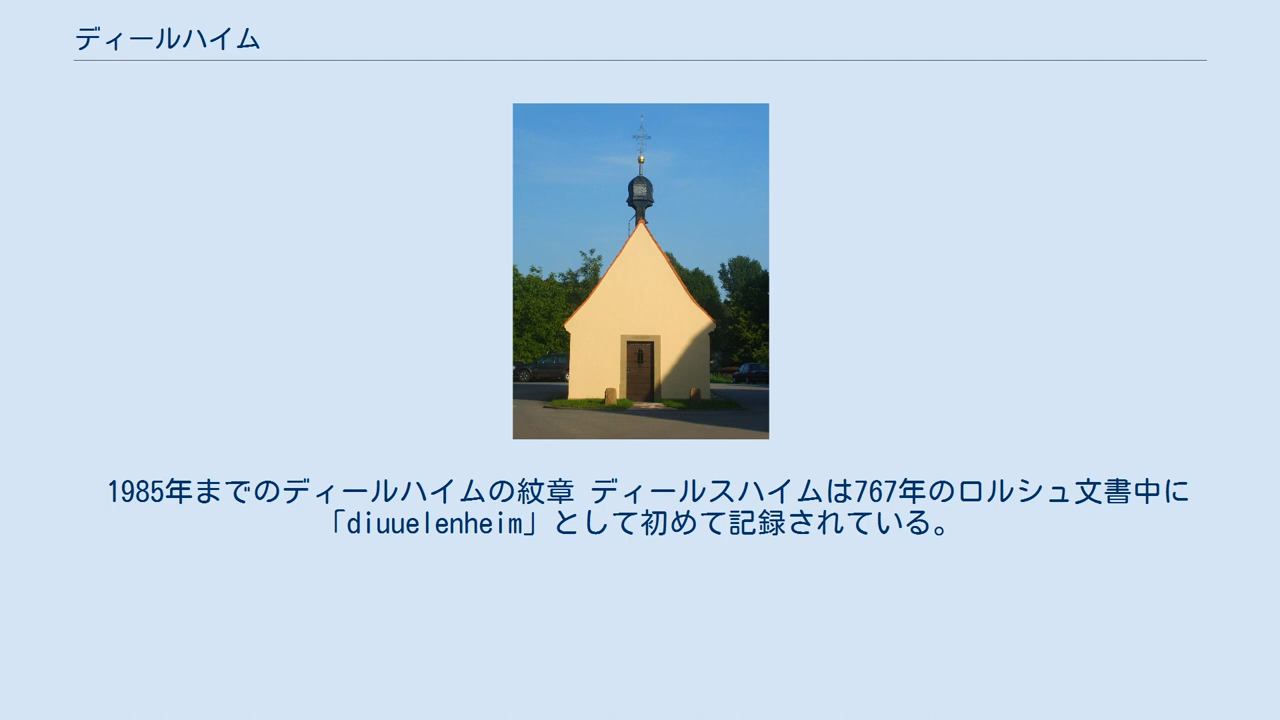 ディールハイム
1985年までのディールハイムの紋章 ディールスハイムは767年のロルシュ文書中に
「diuuelenheim」として初めて記録されている。